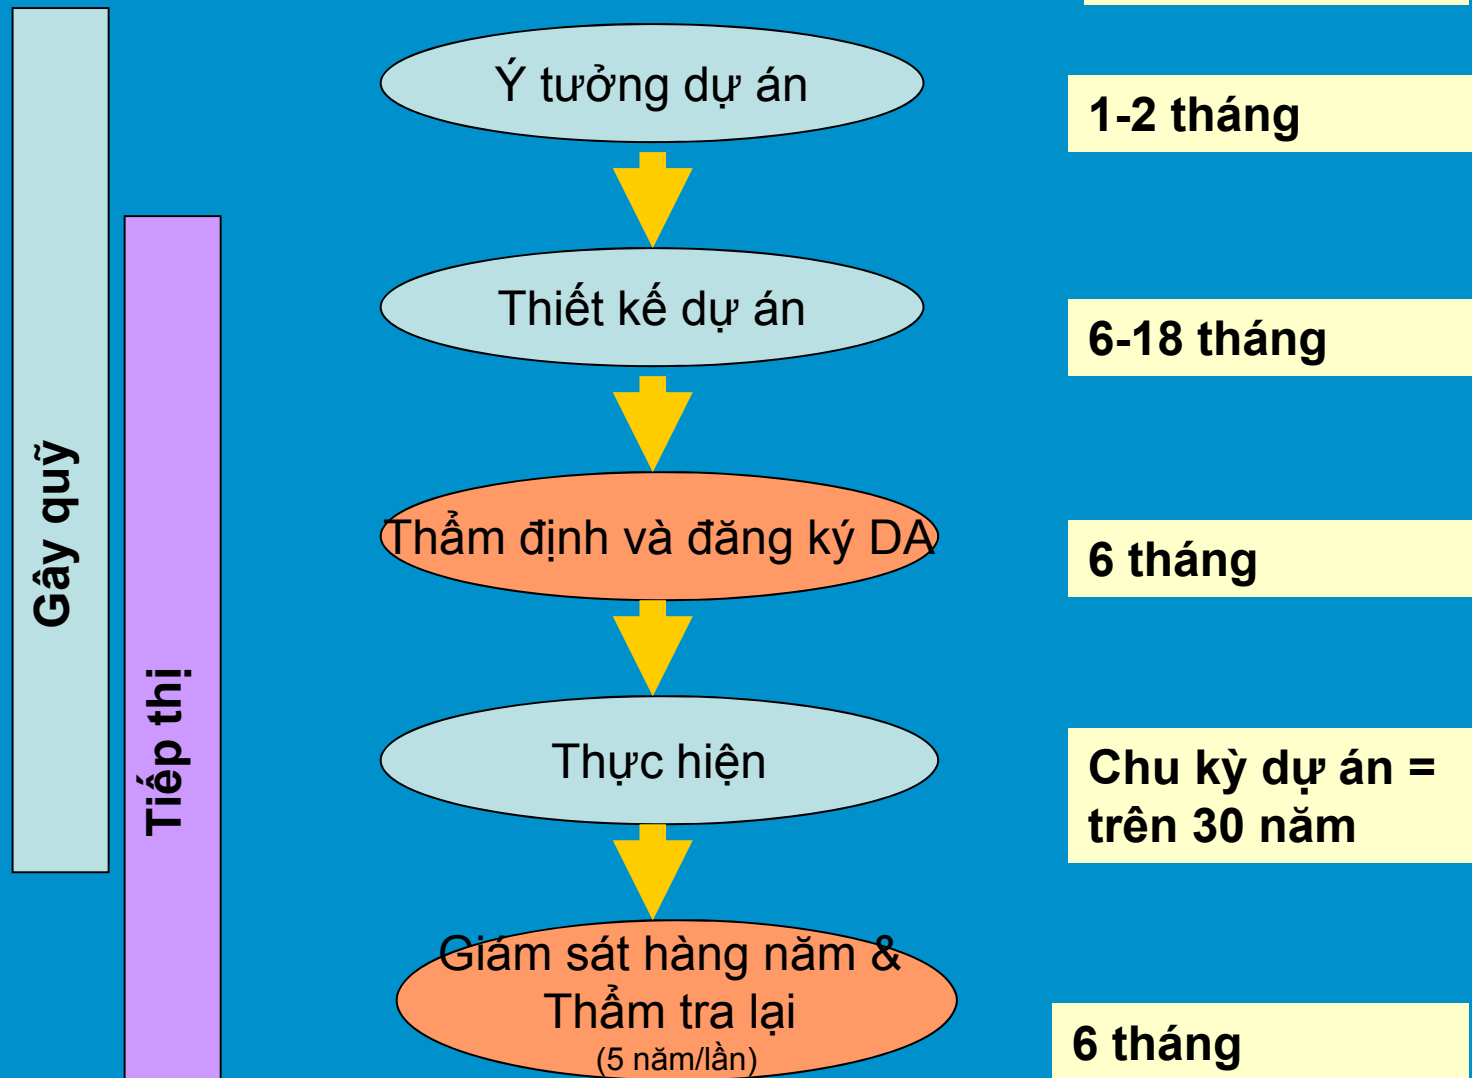 Ý tưởng dự án
1-2 tháng
Thiết kế dự án
6-18 tháng
Gây quỹ
Thẩm định và đăng ký DA
6 tháng
Tiếp thị
Thực hiện
Chu kỳ dự án =
trên 30 năm
Giám sát hàng năm &
Thẩm tra lại
(5 năm/lần)
6 tháng